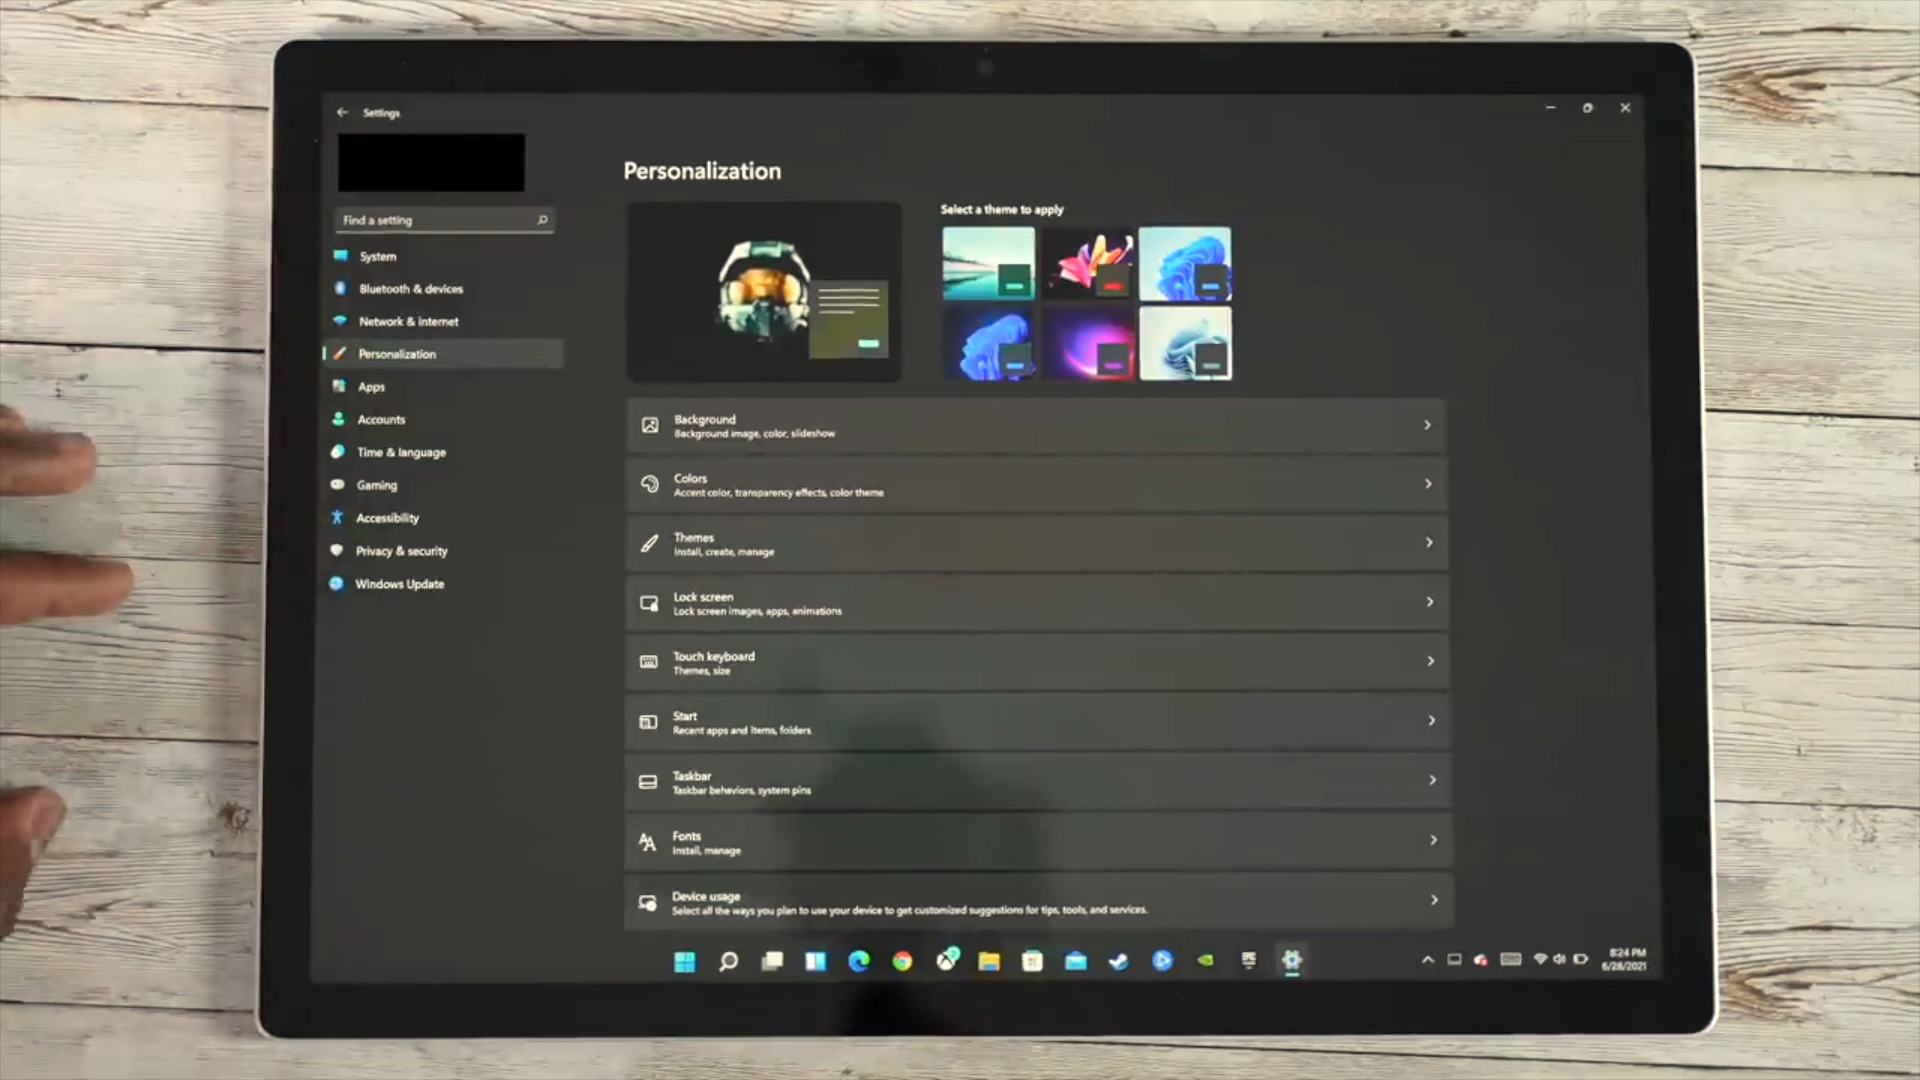 Settings
Personalization
Find a setting
Select a theme to apply
System
Bluetooth & devices
Network & internet
Personalization
Apps
Accounts
Time & language
Gaming
Accessibility
Privacy & security
Windows Update
Background
Background image, color, slideshow
Colors
Accent color, transparency effects, color theme
Themes
Install, create, manage
Lock screen
Lock screen images, apps, animations
Touch keyboard
Themes, size
Start
Recent apps and items, folders
Taskbar
Taskbar behaviors, system pins
Fonts
Install, manage
Device usage
Select all the ways you plan to use your device to get customized suggestions for tips, tools, and services.
EPIC
8:24 PM
6/28/2021